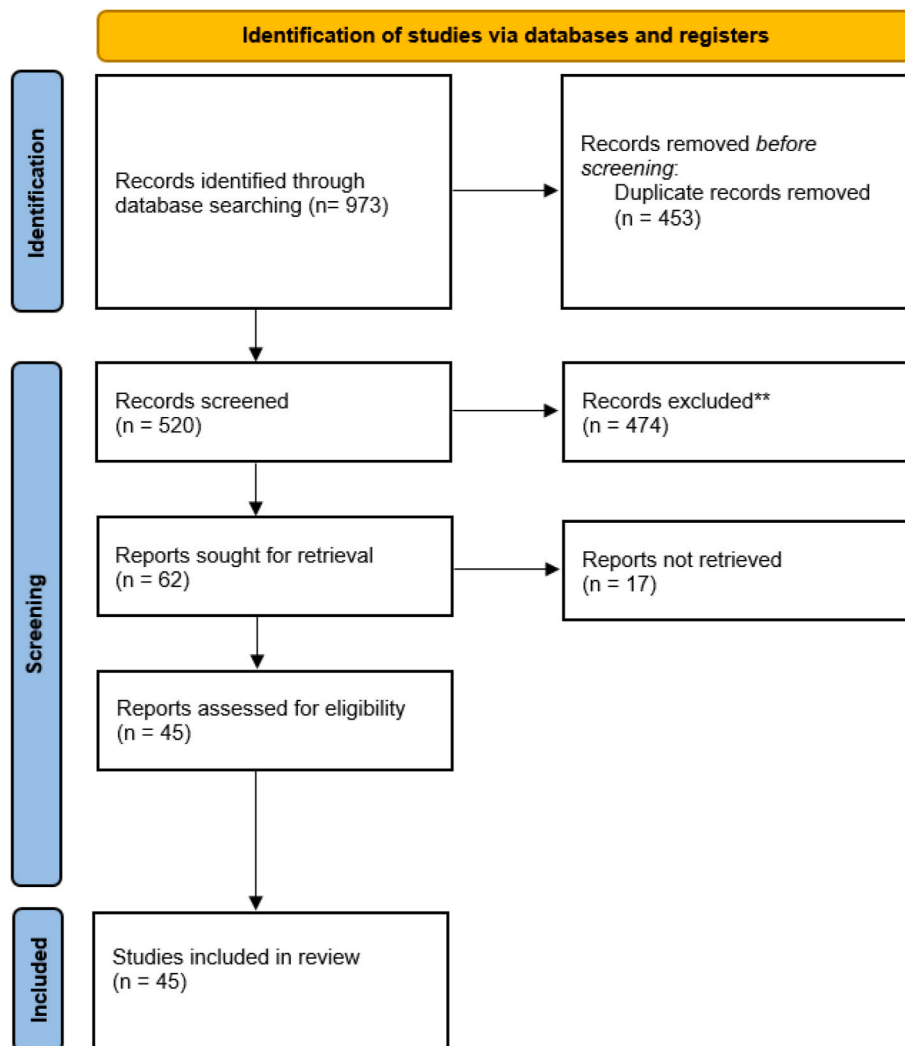 Identification of studies via databases and registers
Identification
Records identified through
database searching (n= 973)
Records removed before
screening:
Duplicate records removed
(n = 453)
Screening
Records screened
(n = 520)
Records excluded**
(n = 474)
Reports sought for retrieval
(n = 62)
Reports not retrieved
(n = 17)
Reports assessed for eligibility
(n = 45)
Included
Studies included in review
(n = 45)